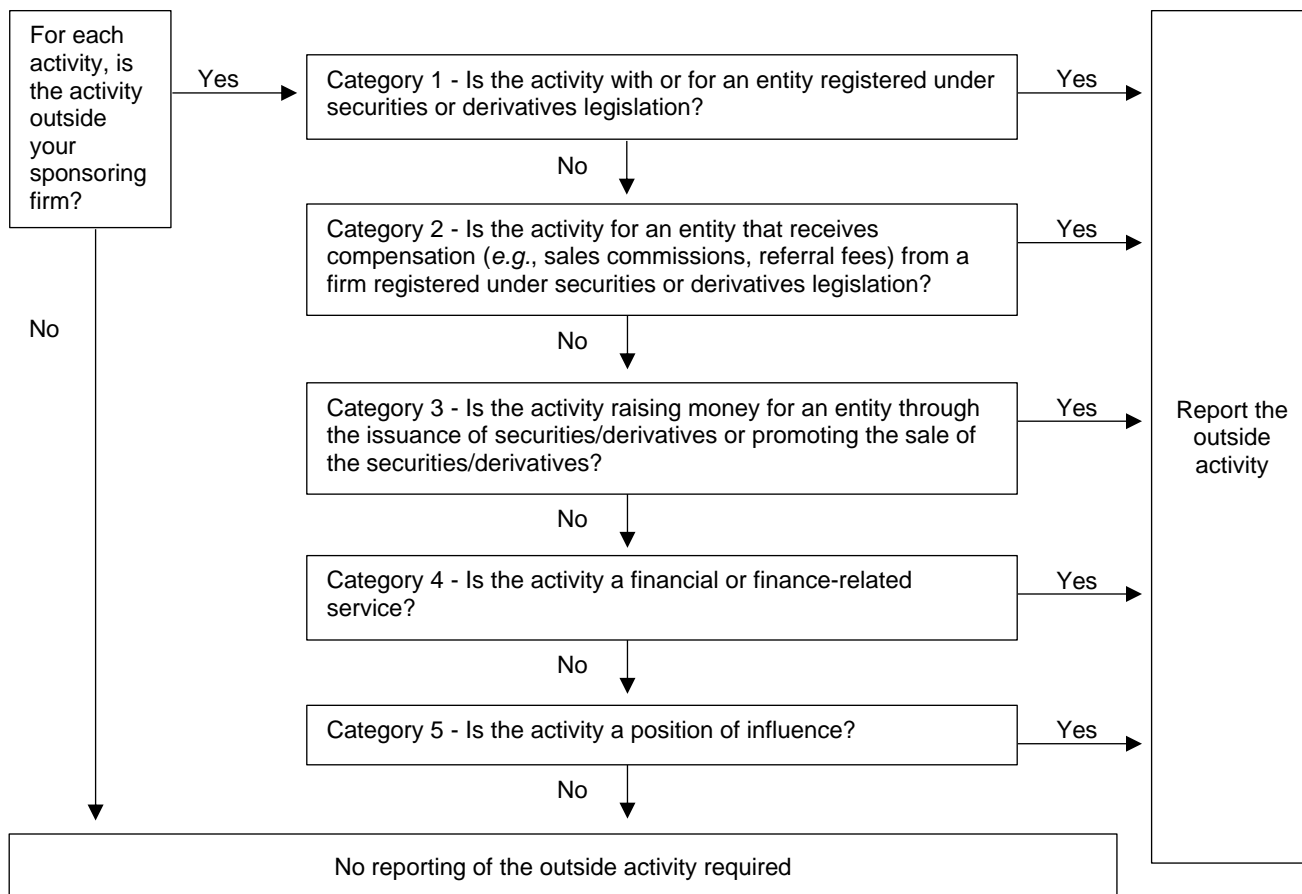 For each
activity, is
the activity
outside
your
sponsoring
firm?
Yes
Category 1 - Is the activity with or for an entity registered under
securities or derivatives legislation?
Yes
No
Category 2 - Is the activity for an entity that receives
compensation (e.g., sales commissions, referral fees) from a
firm registered under securities or derivatives legislation?
Yes
No
No
Category 3 - Is the activity raising money for an entity through
the issuance of securities/derivatives or promoting the sale of
the securities/derivatives?
Yes
Report the
outside
activity
No
Category 4 - Is the activity a financial or finance-related
service?
Yes
No
Category 5 - Is the activity a position of influence?
Yes
No
No reporting of the outside activity required